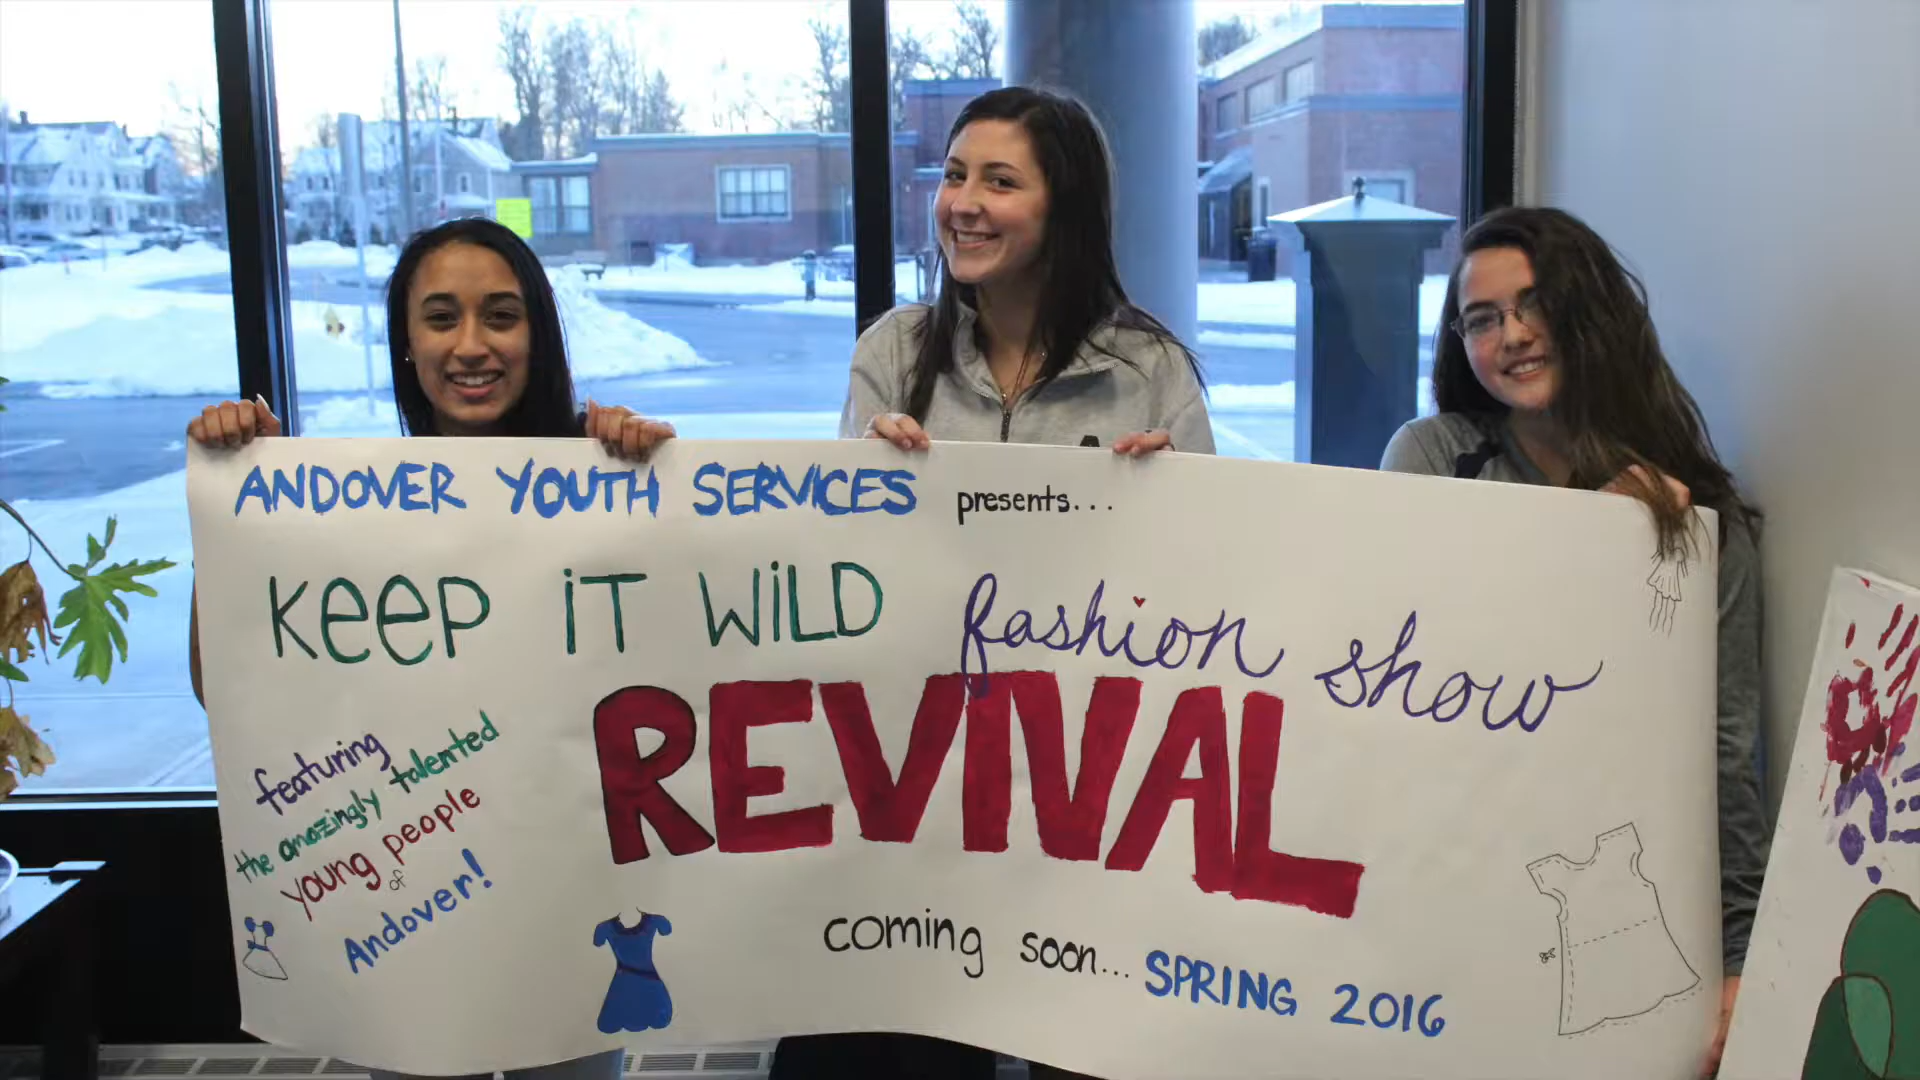 ANDOVER YOUTH SERVICES presents...
KEEP iT WiLD fashion show
REVIVAL
featuring
the amazingly talented
young people
of
Andover!
coming soon... SPRING 2016